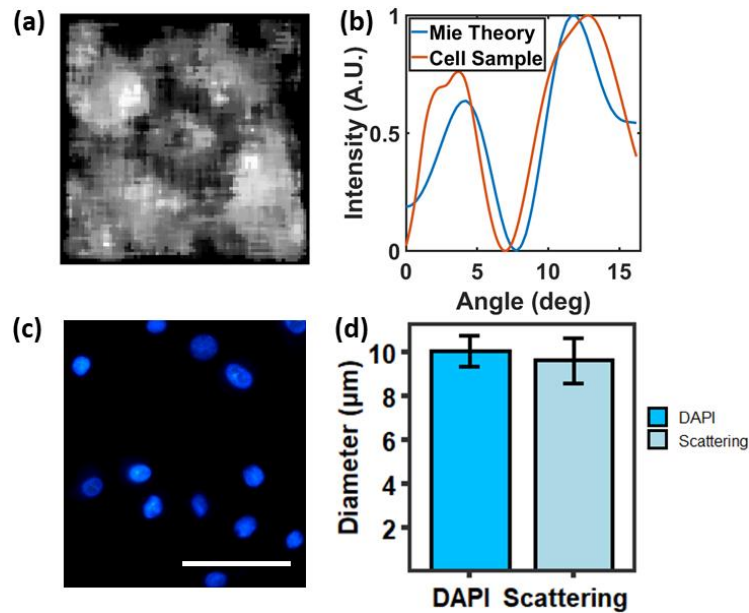 (a)
(b)
Intensity (A.U.)
1
0.5
0
Mie Theory
Cell Sample
0 5 10 15
Angle (deg)
(c)
(d)
Diameter (µm)
10
8
6
4
2
DAPI Scattering
DAPI
Scattering